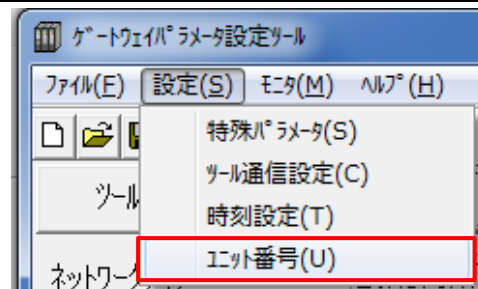 ｹﾞｰﾄｳｪｲﾊﾟﾗﾒｰﾀ設定ﾂｰﾙ
ﾌｧｲﾙ(F) 設定(S) ﾓﾆﾀ(M) ﾍﾙﾌﾟ(H)
特殊ﾊﾟﾗﾒｰﾀ(S)
ﾂｰﾙ通信設定(C)
ﾂｰﾙ
時刻設定(T)
ﾕﾆｯﾄ番号(U)
ネットワーク